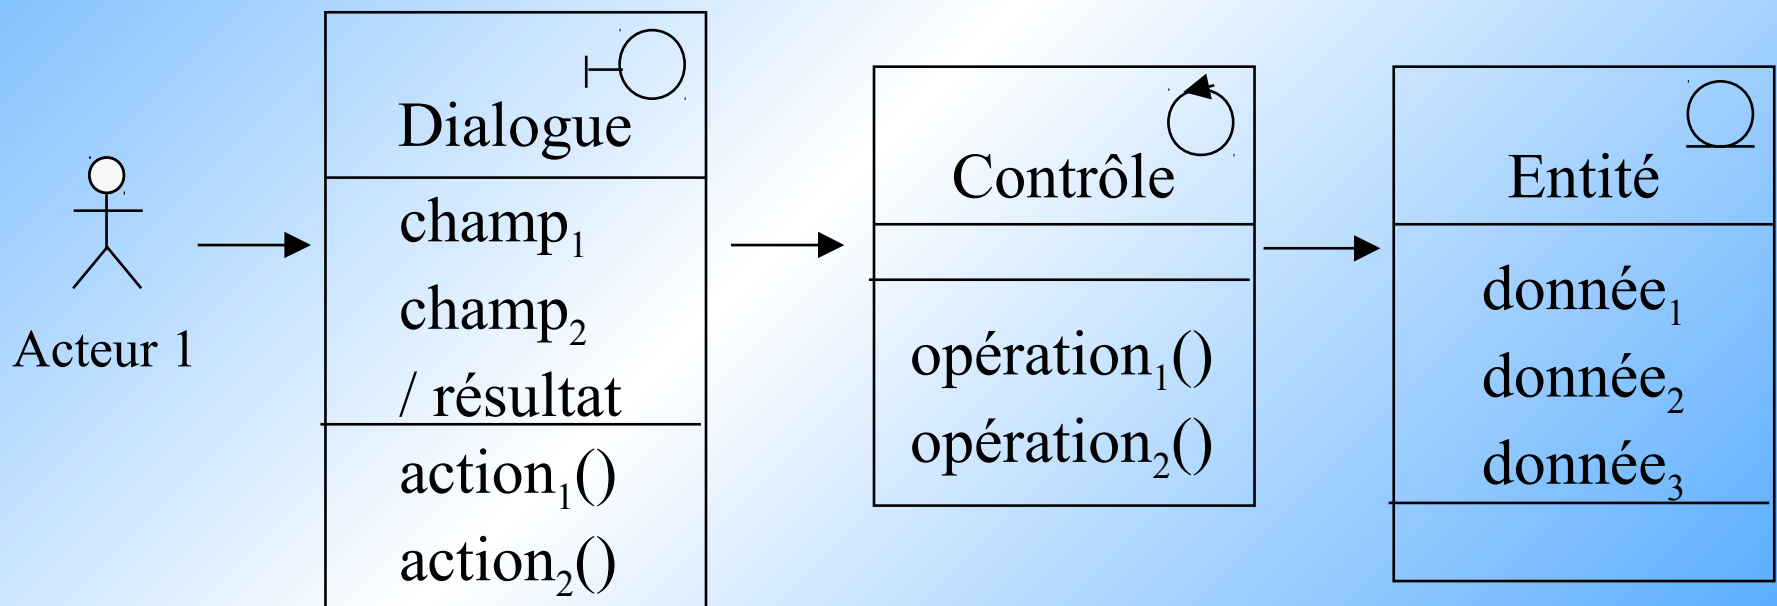 Acteur 1
Dialogue
champ₁
champ₂
/ résultat
action₁()
action₂()
Contrôle
opération₁()
opération₂()
Entité
donnée₁
donnée₂
donnée₃